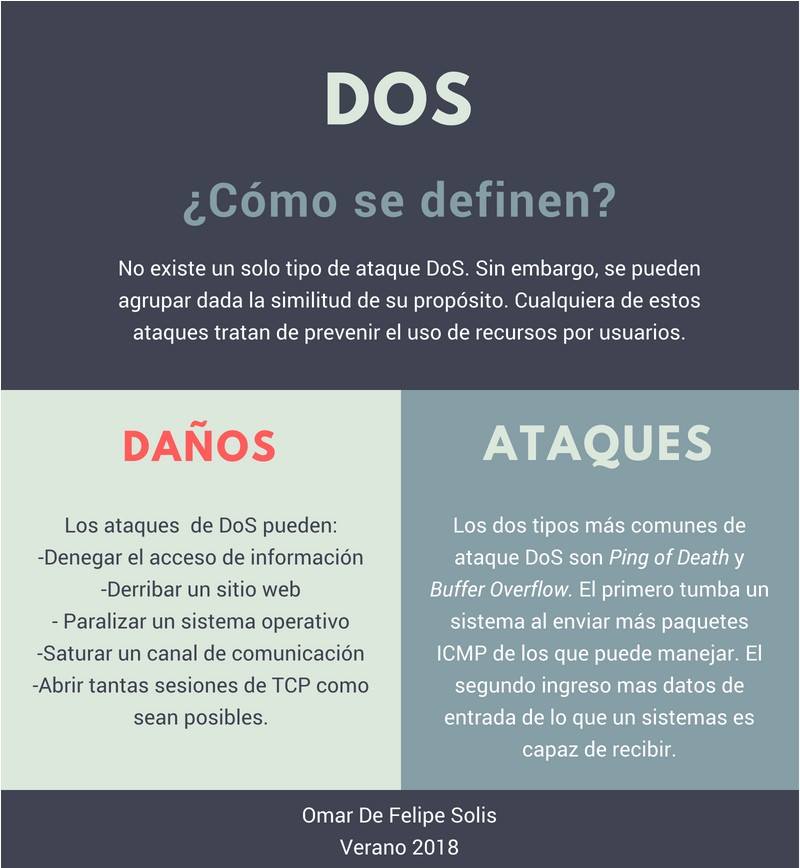 DOS
¿Cómo se definen?
No existe un solo tipo de ataque DoS. Sin embargo, se pueden
agrupar dada la similitud de su propósito. Cualquiera de estos
ataques tratan de prevenir el uso de recursos por usuarios.
DAÑOS
Los ataques  de DoS pueden:
-Denegar el acceso de información
-Derribar un sitio web
- Paralizar un sistema operativo
-Saturar un canal de comunicación
-Abrir tantas sesiones de TCP como
sean posibles.
ATAQUES
Los dos tipos más comunes de
ataque DoS son Ping of Death y
Buffer Overflow. El primero tumba un
sistema al enviar más paquetes
ICMP de los que puede manejar. El
segundo ingreso mas datos de
entrada de lo que un sistemas es
capaz de recibir.
Omar De Felipe Solis
Verano 2018